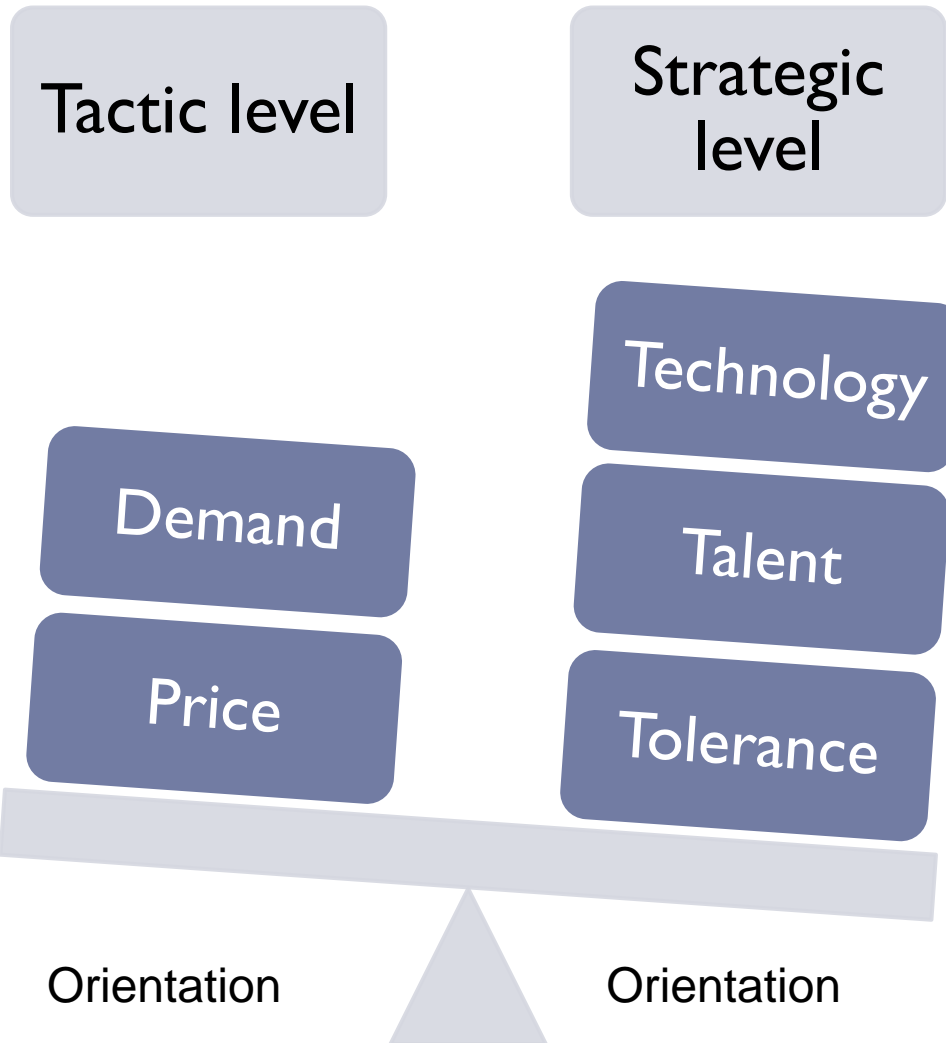 Tactic level
Strategic
level
Technology
Demand
Talent
Price
Tolerance
Orientation
Orientation